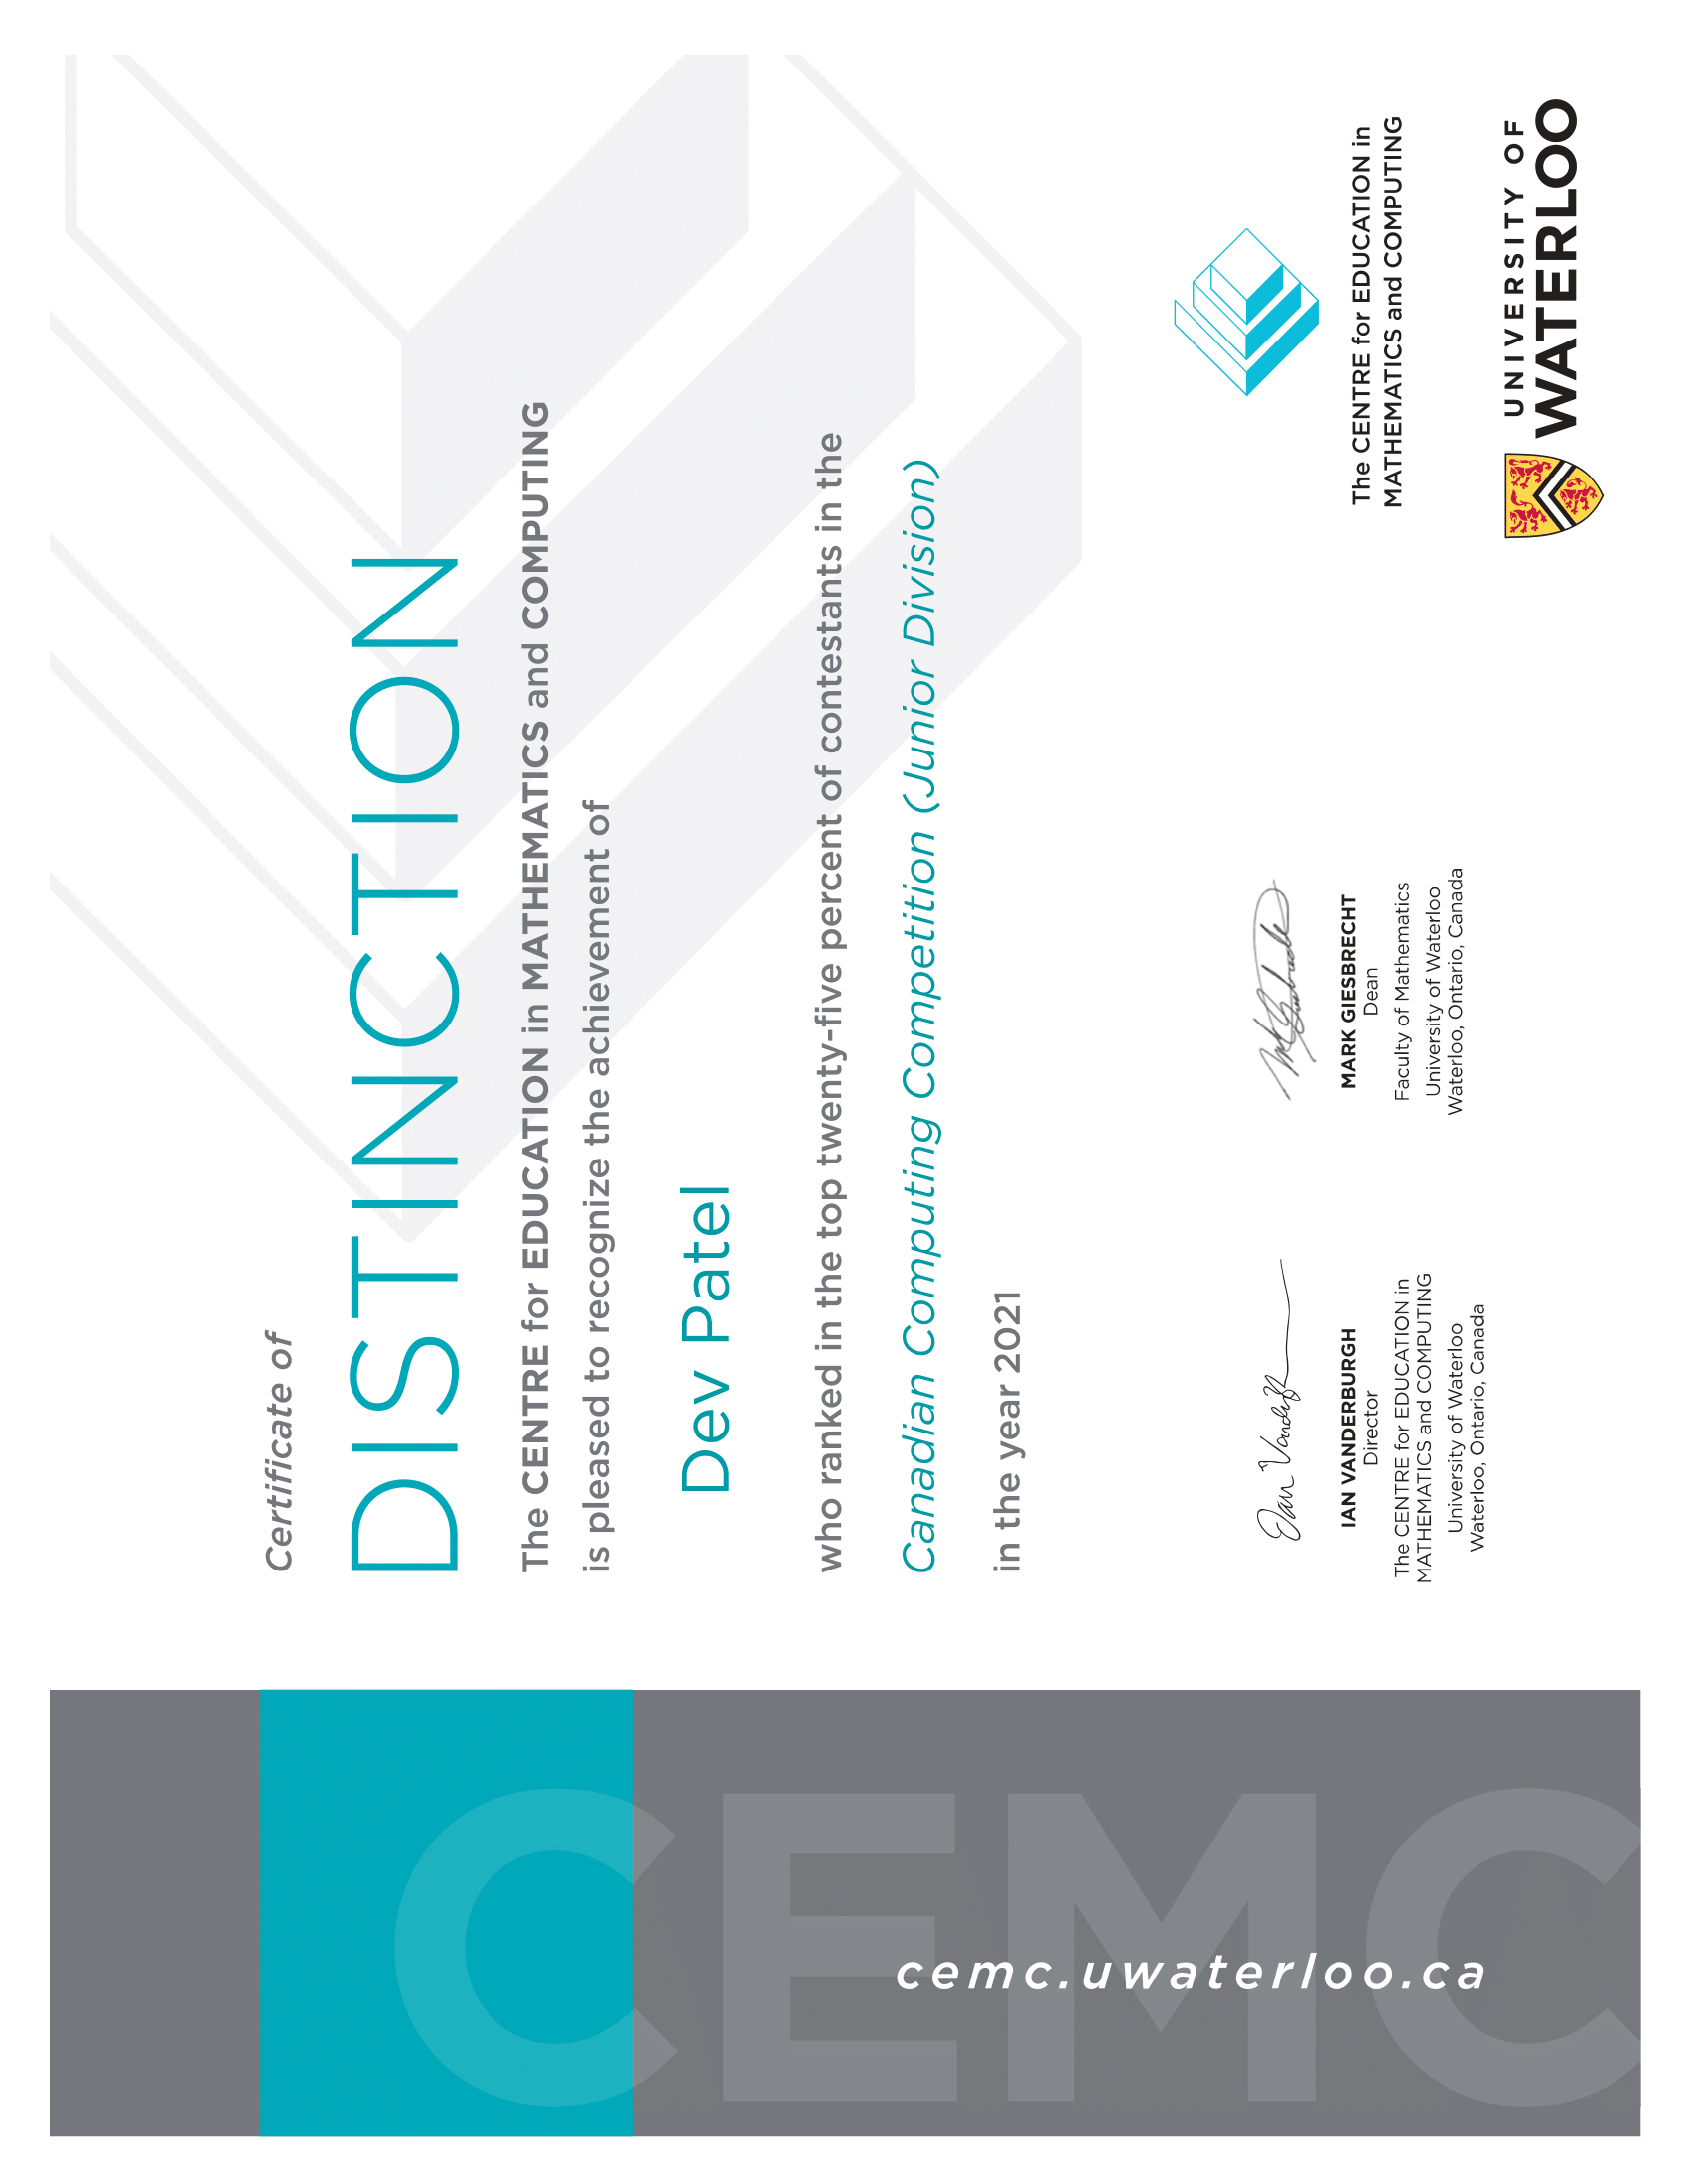 Certificate of
DISTINCTION
The CENTRE for EDUCATION in MATHEMATICS and COMPUTING
is pleased to recognize the achievement of
Dev Patel
who ranked in the top twenty-five percent of contestants in the
Canadian Computing Competition (Junior Division)
in the year 2021
IAN VANDERBURGH
Director
The CENTRE for EDUCATION in
MATHEMATICS and COMPUTING
University of Waterloo
Waterloo, Ontario, Canada
MARK GIESBRECHT
Dean
Faculty of Mathematics
University of Waterloo
Waterloo, Ontario, Canada
The CENTRE for EDUCATION in
MATHEMATICS and COMPUTING
UNIVERSITY OF
WATERLOO
CEMC
cemc.uwaterloo.ca